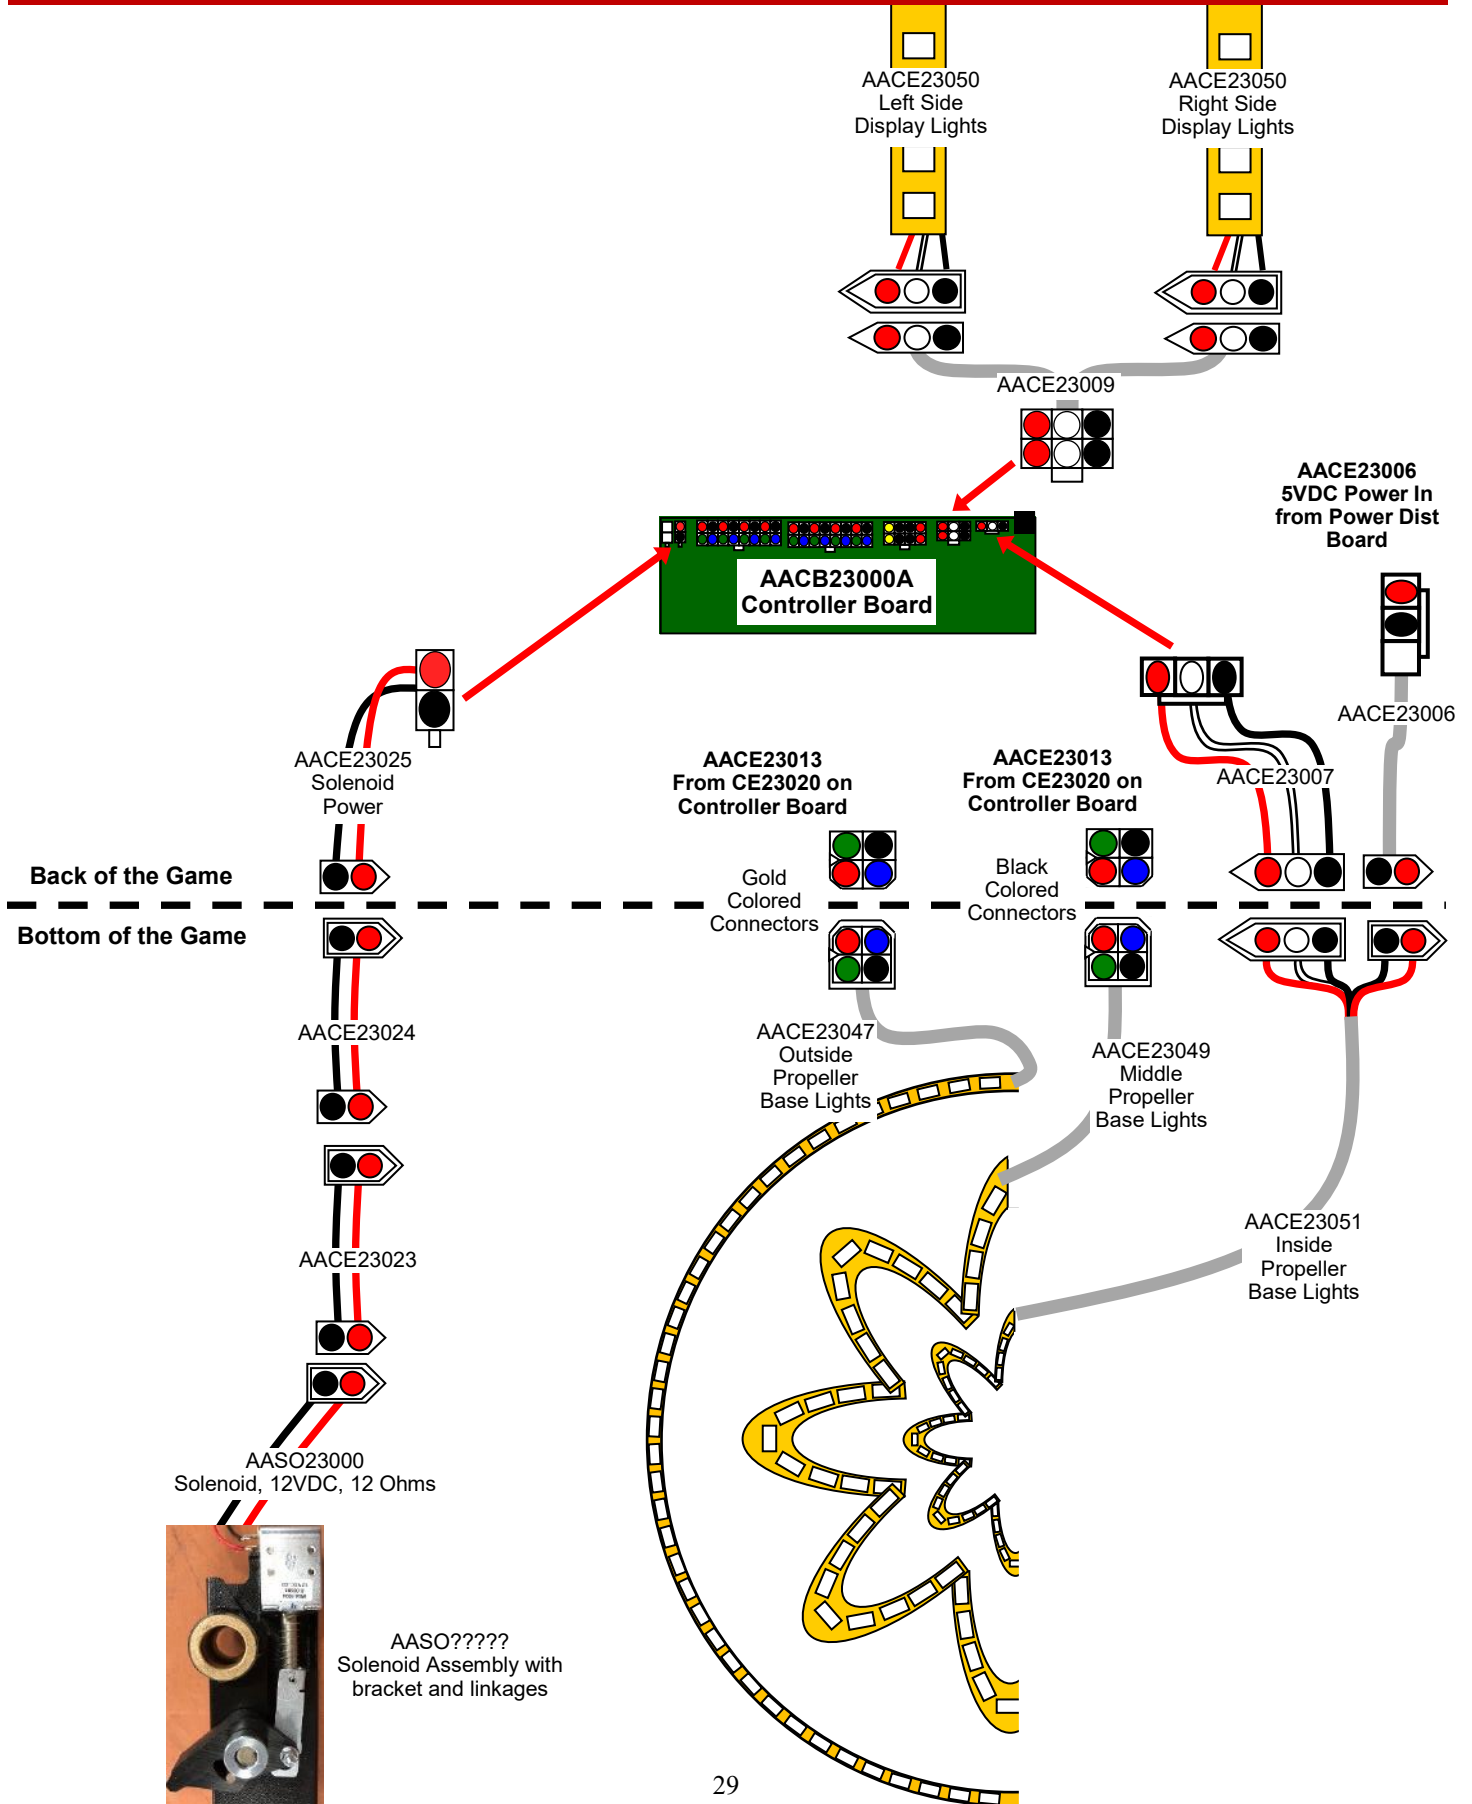 AACE23050
Left Side
Display Lights
AACE23050
Right Side
Display Lights
AACE23009
AACE23006
5VDC Power In
from Power Dist
Board
AACB23000A
Controller Board
AACE23006
AACE23025
Solenoid
Power
AACE23013
From CE23020 on
Controller Board
AACE23013
From CE23020 on
Controller Board
AACE23007
Back of the Game
Gold
Colored
Connectors
Black
Colored
Connectors
Bottom of the Game
AACE23024
AACE23047
Outside
Propeller
Base Lights
AACE23049
Middle
Propeller
Base Lights
AACE23023
AACE23051
Inside
Propeller
Base Lights
AASO23000
Solenoid, 12VDC, 12 Ohms
AASO?????
Solenoid Assembly with
bracket and linkages
29